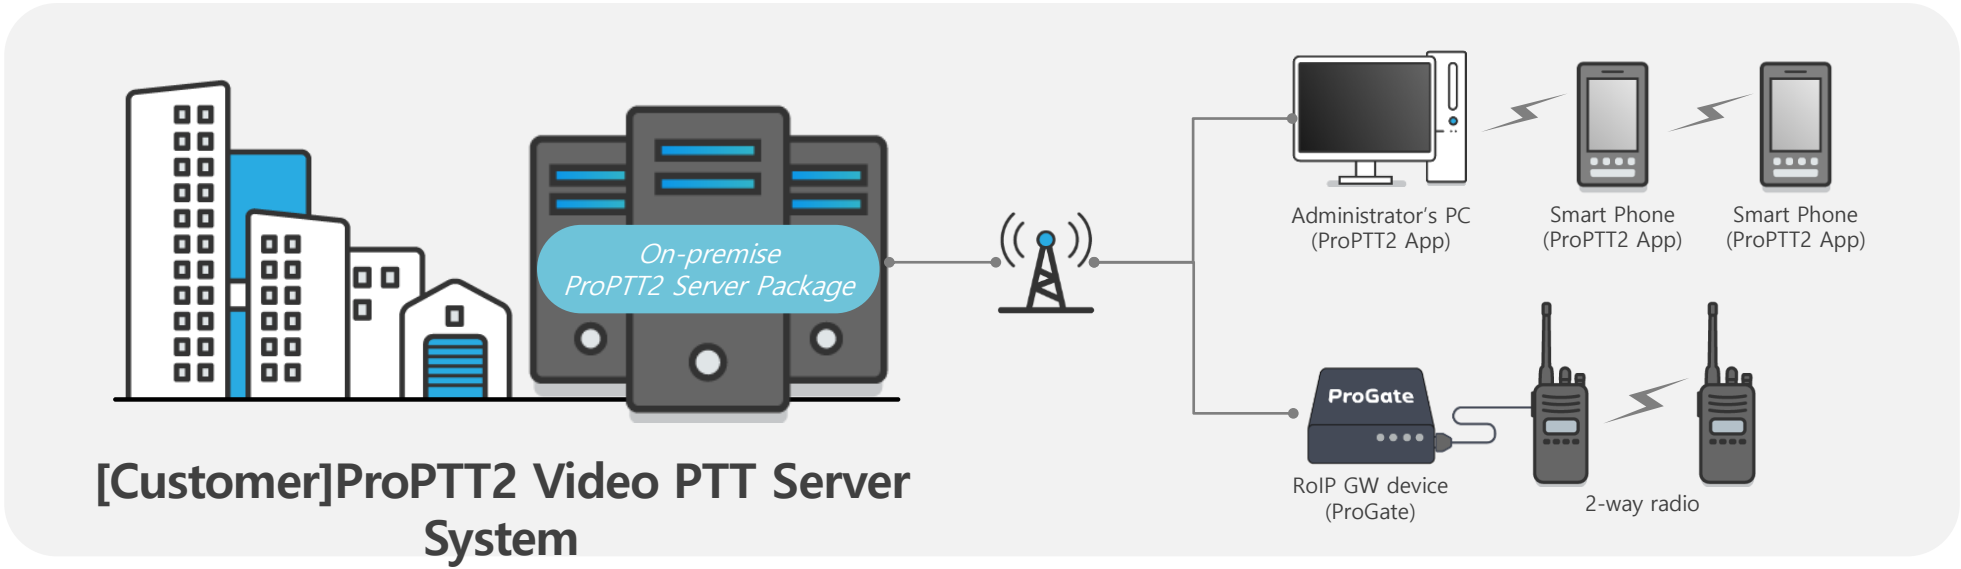 On-premise
ProPTT2 Server Package
[Customer]ProPTT2 Video PTT Server
System
Administrator's PC
(ProPTT2 App)
Smart Phone
(ProPTT2 App)
Smart Phone
(ProPTT2 App)
ProGate
RoIP GW device
(ProGate)
2-way radio